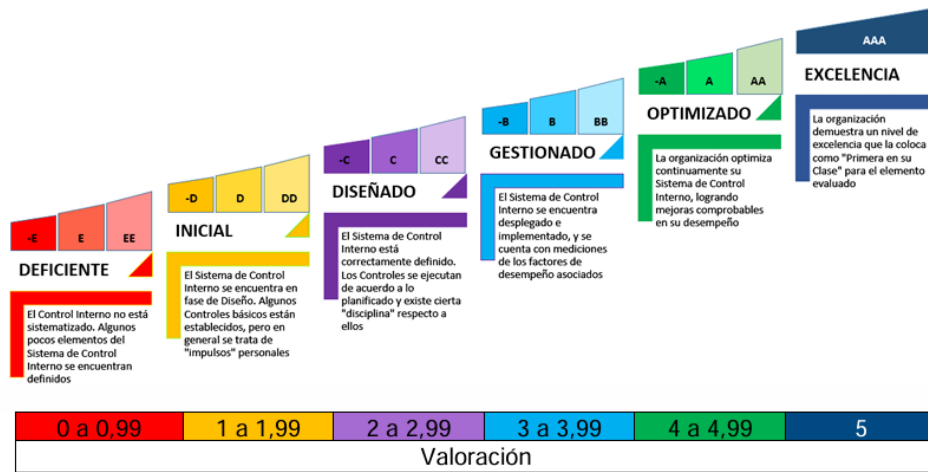 -E E EE
DEFICIENTE
El Control Interno no está
sistematizado. Algunos
pocos elementos del
Sistema de Control
Interno se encuentran
definidos
-D D DD
INICIAL
El Sistema de Control
Interno se encuentra en
fase de Diseño. Algunos
Controles básicos están
establecidos, pero en
general se trata de
"impulsos" personales
-C C CC
DISEÑADO
El Sistema de Control
Interno está
correctamente definido.
Los Controles se ejecutan
de acuerdo a lo
planificado y existe cierta
"disciplina" respecto a
ellos
-B B BB
GESTIONADO
El Sistema de Control
Interno se encuentra
desplegado e
implementado, y se
cuenta con mediciones
de los factores de
desempeño asociados
-A A AA
OPTIMIZADO
La organización optimiza
continuamente su
Sistema de Control
Interno, logrando
mejoras comprobables
en su desempeño
AAA
EXCELENCIA
La organización
demuestra un nivel de
excelencia que la coloca
como "Primera en su
Clase" para el elemento
evaluado
0 a 0,99 1 a 1,99 2 a 2,99 3 a 3,99 4 a 4,99 5
Valoración